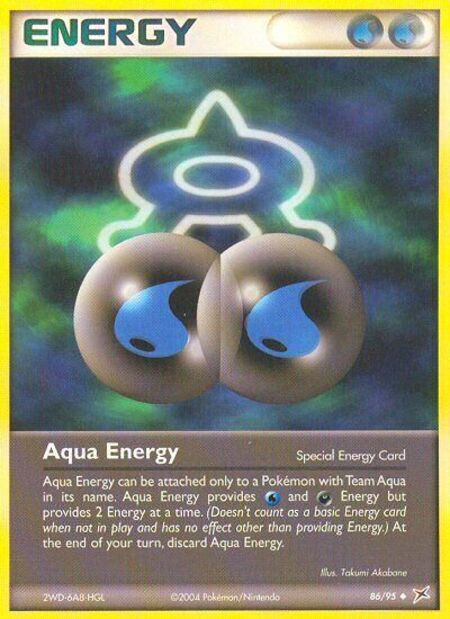 ENERGY
Aqua Energy
Special Energy Card
Aqua Energy can be attached only to a Pokémon with Team Aqua
in its name. Aqua Energy provides and Energy but
provides 2 Energy at a time. (Doesn't count as a basic Energy card
when not in play and has no effect other than providing Energy.) At
the end of your turn, discard Aqua Energy.
Illus. Takumi Akabane
2WD-6A8-HGL
©2004 Pokémon/Nintendo
86/95